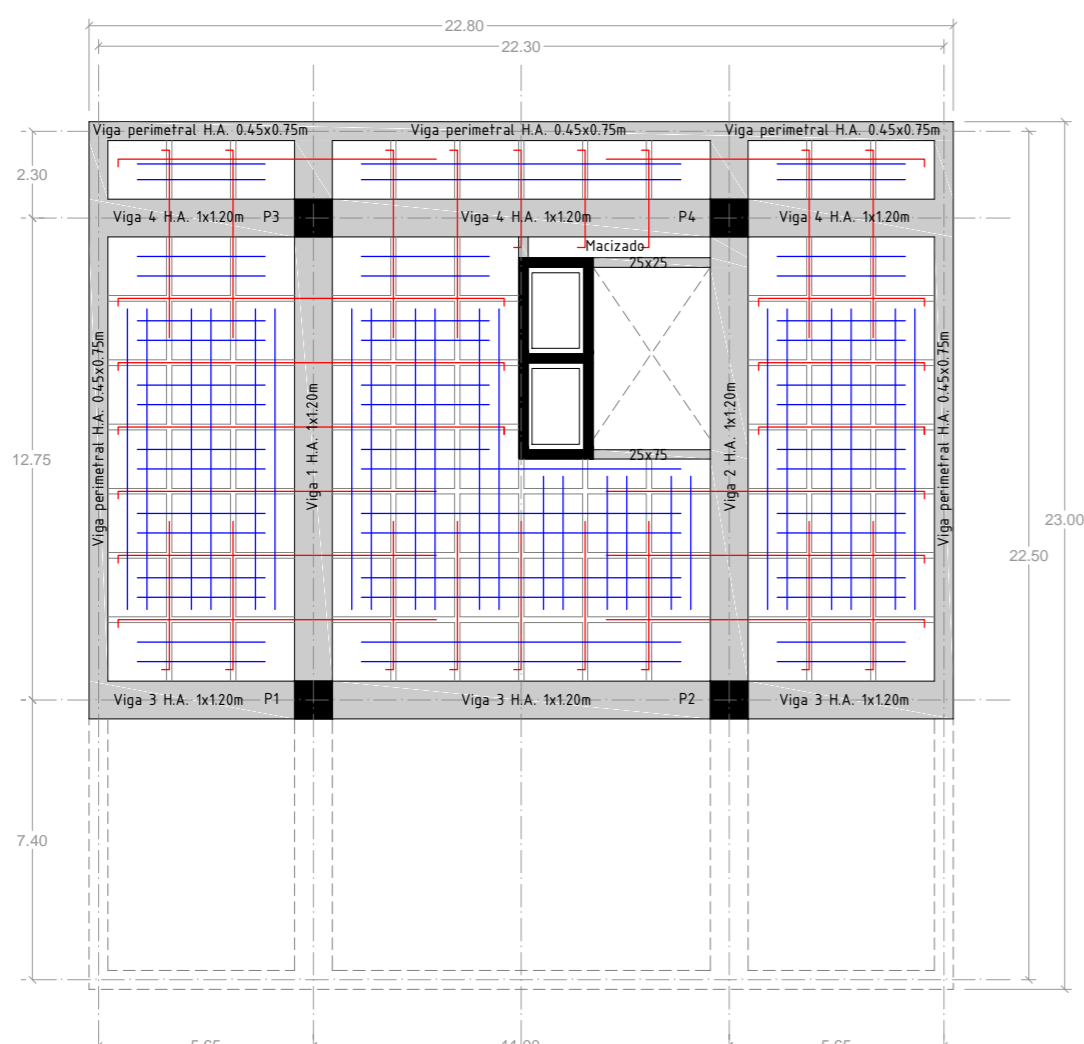 22.80
22.30
Viga perimetral H.A. 0.45x0.75m
Viga perimetral H.A. 0.45x0.75m
Viga perimetral H.A. 0.45x0.75m
2.30
Viga 4 H.A. 1x1.20m
P3
Viga 4 H.A. 1x1.20m
P4
Viga 4 H.A. 1x1.20m
Macizado
25x25
Viga perimetral H.A. 0.45x0.75m
Viga 1 H.A. 1x1.20m
Viga 2 H.A. 1x1.20m
Viga perimetral H.A. 0.45x0.75m
12.75
25x75
23.00
22.50
Viga 3 H.A. 1x1.20m
P1
Viga 3 H.A. 1x1.20m
P2
Viga 3 H.A. 1x1.20m
7.40
5.65
5.65